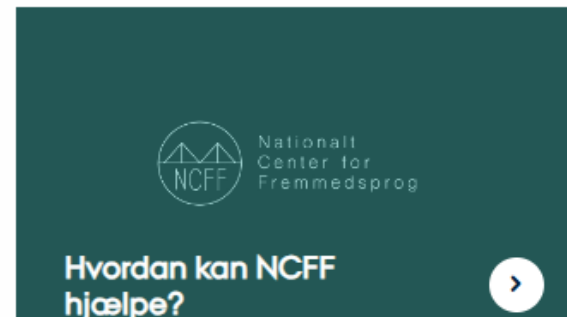 NCFF
Nationalt
Center for
Fremmedsprog
Hvordan kan NCFF
hjælpe?